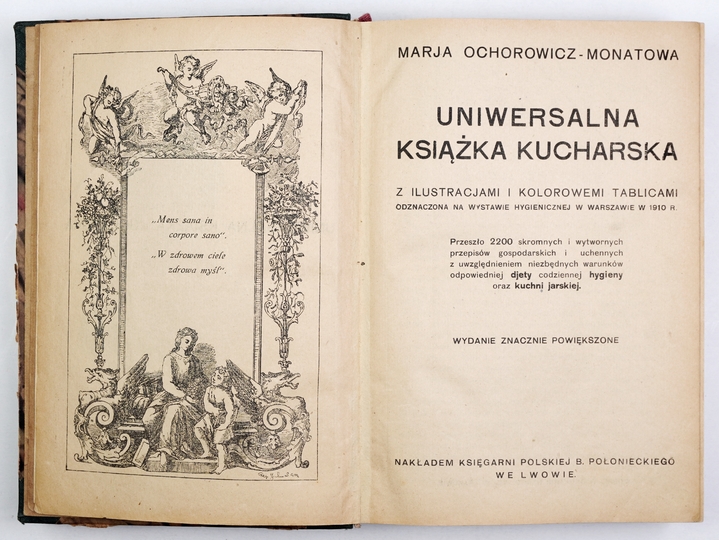 „Mens sana in
corpore sano“.
„W zdrowem ciele
zdrowa myśl“.
MARJA OCHOROWICZ-MONATOWA
UNIWERSALNA
KSIĄŻKA KUCHARSKA
Z ILUSTRACJAMI I KOLOROWEMI TABLICAMI
ODZNACZONA NA WYSTAWIE HYGIENICZNEJ W WARSZAWIE W 1910 R.
Przeszło 2200 skromnych i wytwornych
przepisów gospodarskich i kuchennych
z uwzględnieniem niezbędnych warunków
odpowiedniej djety codziennej hygieny
oraz kuchni jarskiej.
WYDANIE ZNACZNIE POWIĘKSZONE
NAKŁADEM KSIĘGARNI POLSKIEJ B. POŁONIECKIEGO
WE LWOWIE.